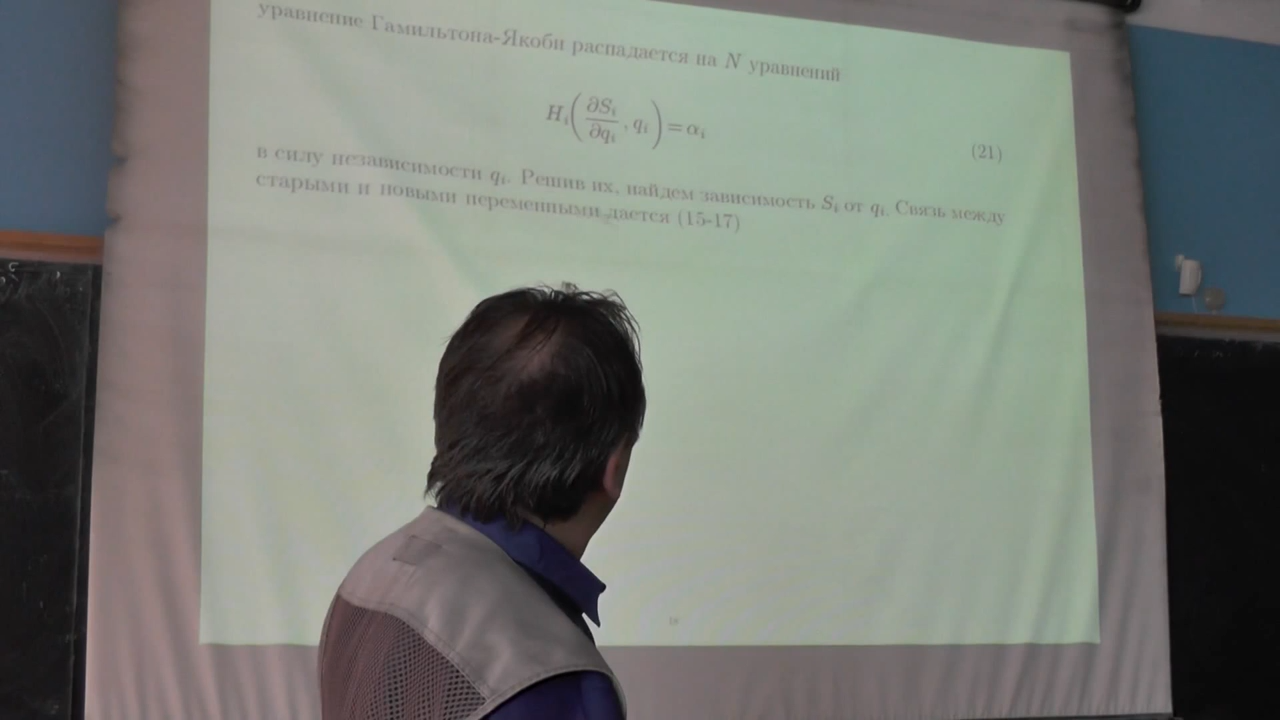 уравнение Гамильтона-Якоби распадается на N уравнений
H_i(∂S_i/∂q_i, q_i) = α_i (21)
в силу независимости q_i. Решив их, найдем зависимость S_i от q_i. Связь между
старыми и новыми переменными дается (15-17)